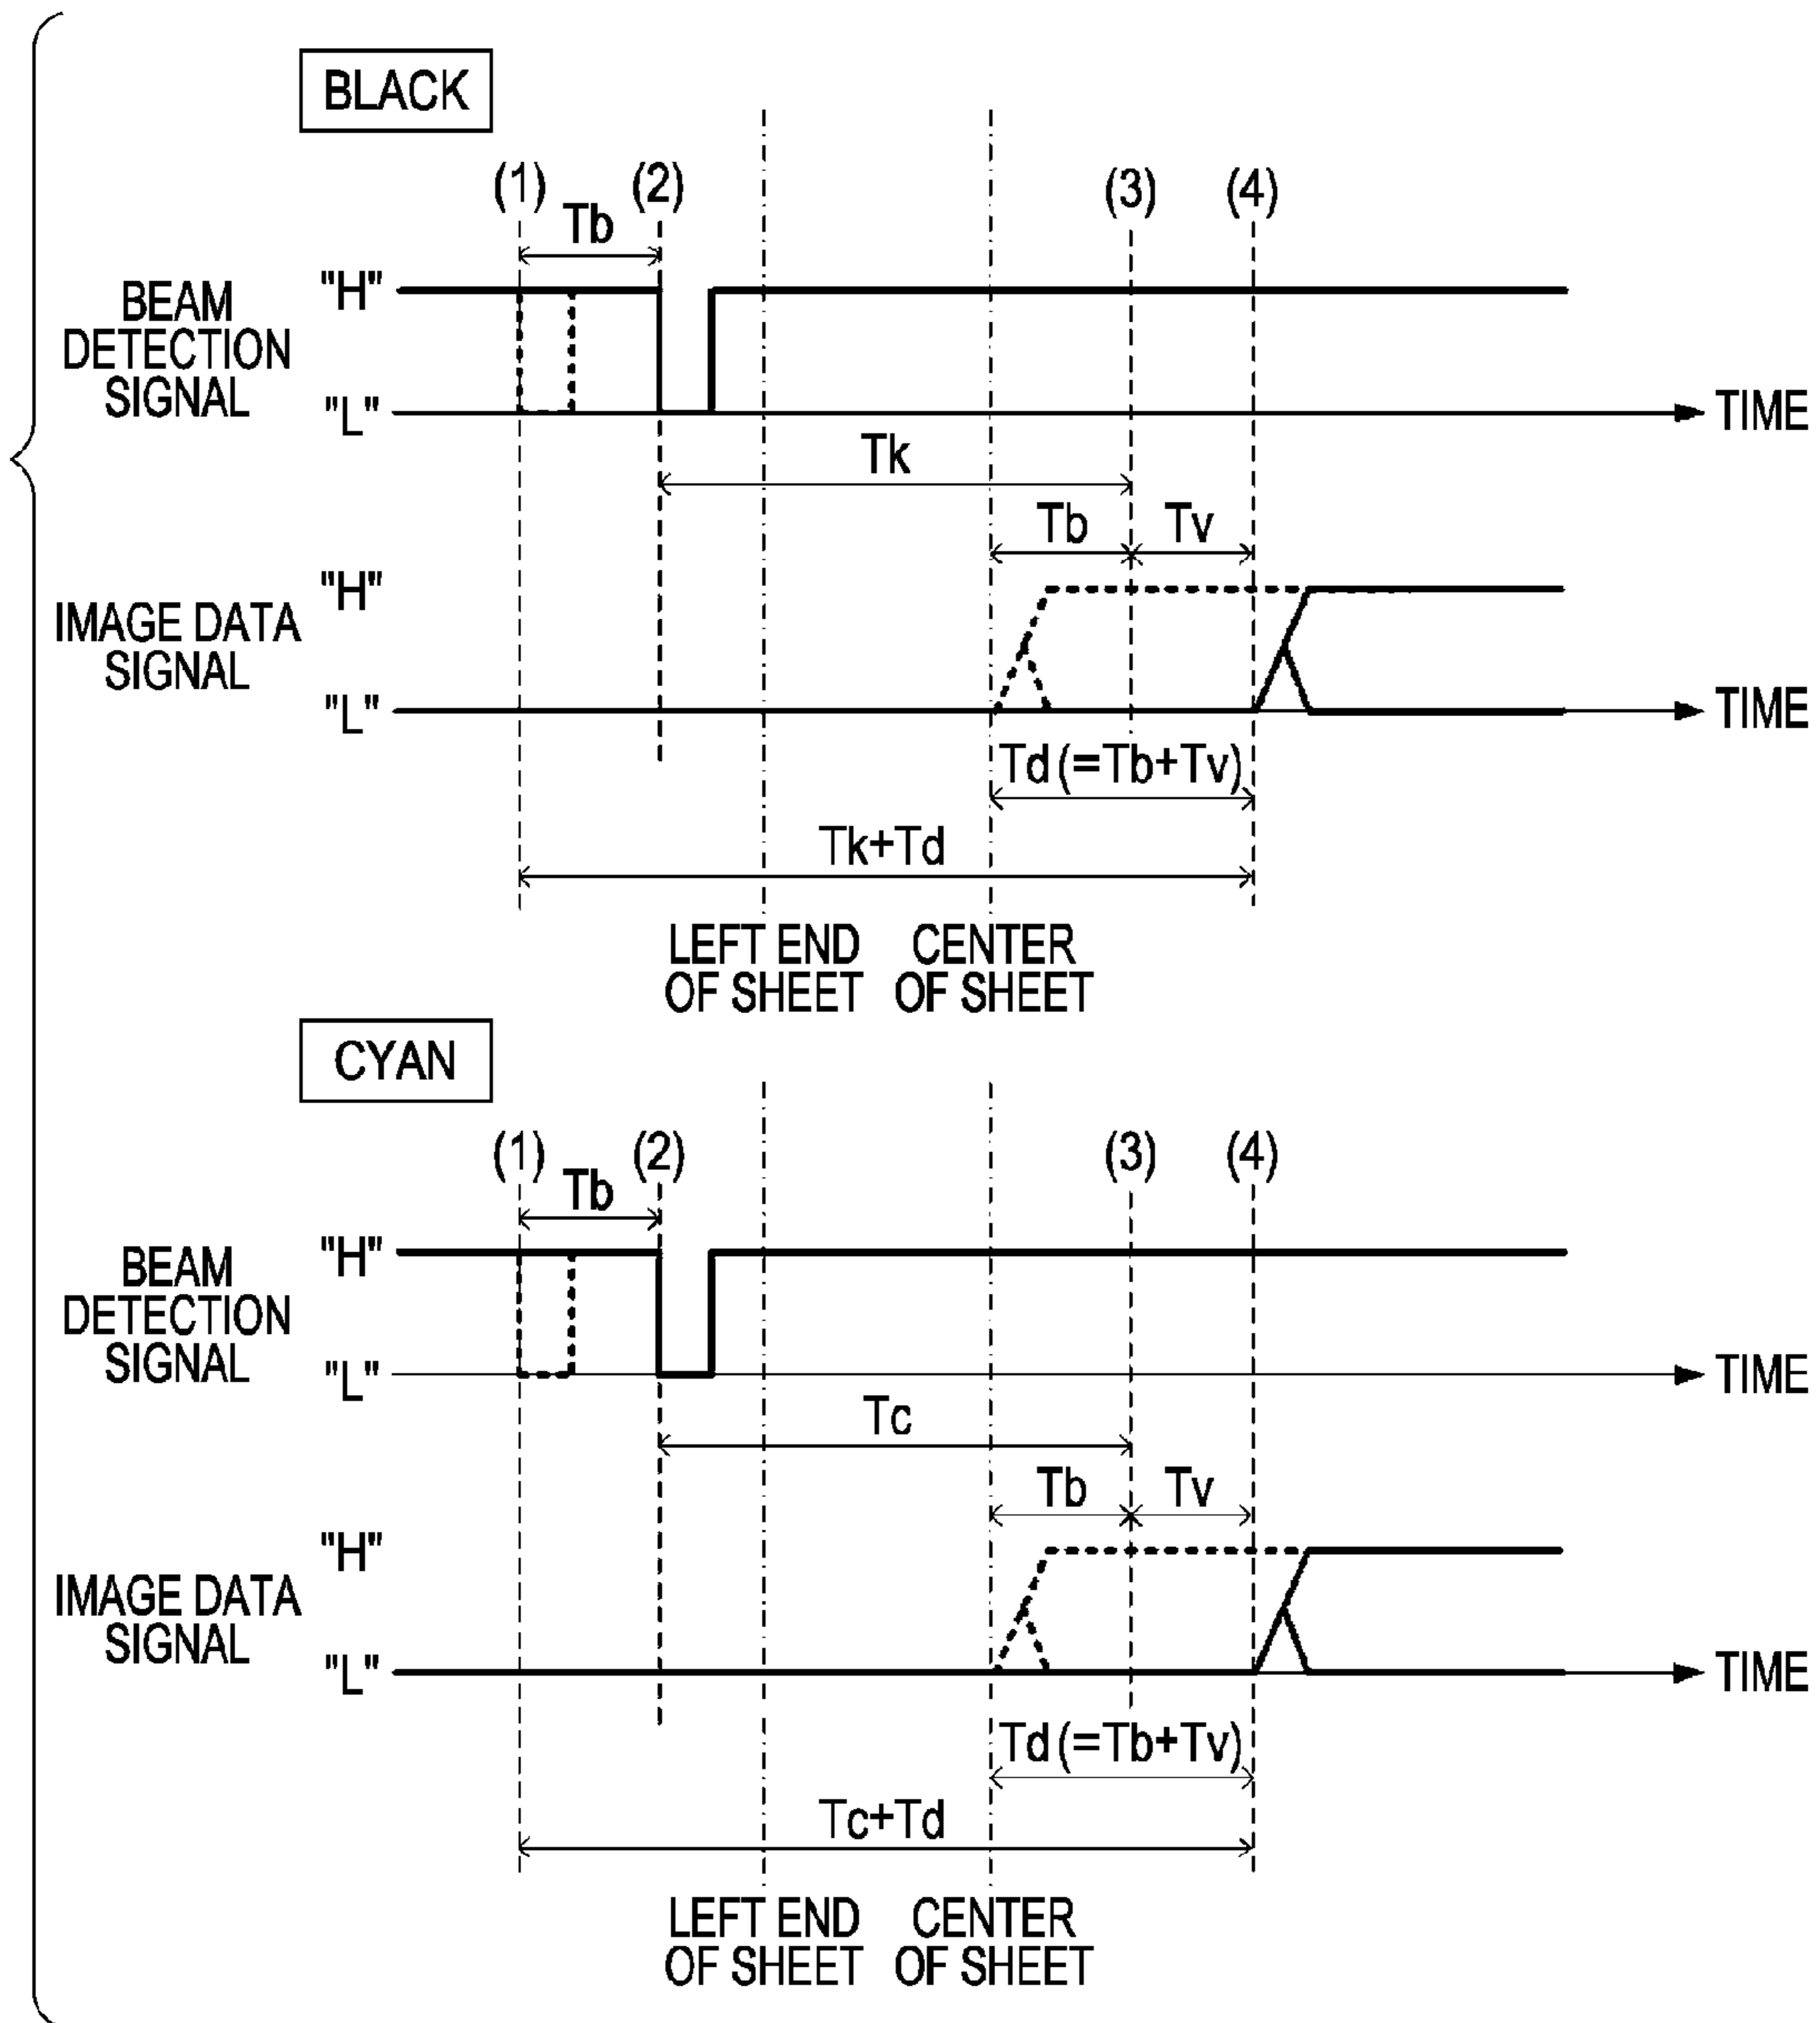 BLACK
(1) (2) (3) (4)
Tb
BEAM
DETECTION
SIGNAL
"H"
"L"
TIME
Tk
Tb Tv
IMAGE DATA
SIGNAL
"H"
"L"
TIME
Td (=Tb+Tv)
Tk+Td
LEFT END
OF SHEET
CENTER
OF SHEET
CYAN
(1) (2) (3) (4)
Tb
BEAM
DETECTION
SIGNAL
"H"
"L"
TIME
Tc
Tb Tv
IMAGE DATA
SIGNAL
"H"
"L"
TIME
Td (=Tb+Tv)
Tc+Td
LEFT END
OF SHEET
CENTER
OF SHEET